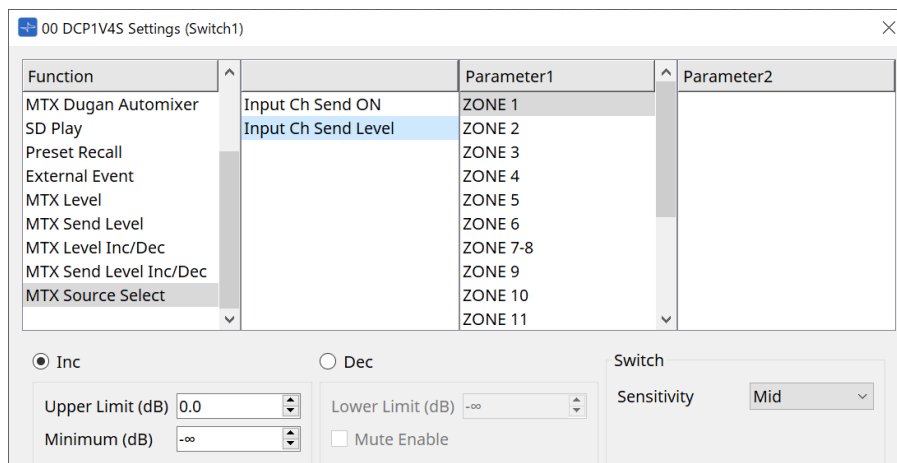 00 DCP1V4S Settings (Switch1)
Function Parameter1 Parameter2
MTX Dugan Automixer Input Ch Send ON ZONE 1
SD Play Input Ch Send Level ZONE 2
Preset Recall ZONE 3
External Event ZONE 4
MTX Level ZONE 5
MTX Send Level ZONE 6
MTX Level Inc/Dec ZONE 7-8
MTX Send Level Inc/Dec ZONE 9
MTX Source Select ZONE 10
ZONE 11
Inc Dec Switch
Upper Limit (dB) 0.0 Lower Limit (dB) -∞ Sensitivity Mid
Minimum (dB) -∞ Mute Enable